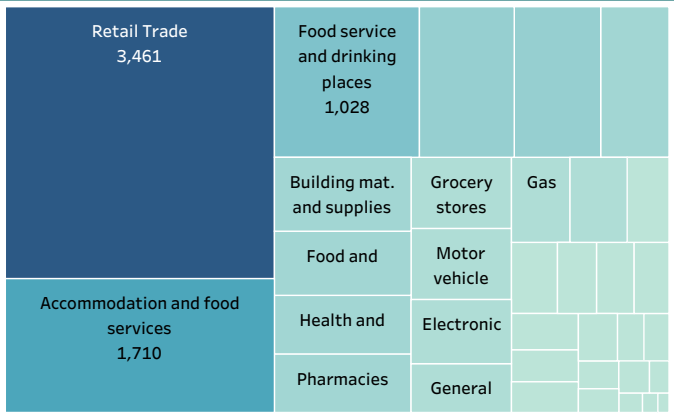 Retail Trade
3,461
Accommodation and food
services
1,710
Food service
and drinking
places
1,028
Building mat.
and supplies
Food and
Health and
Pharmacies
Grocery
stores
Motor
vehicle
Electronic
General
Gas